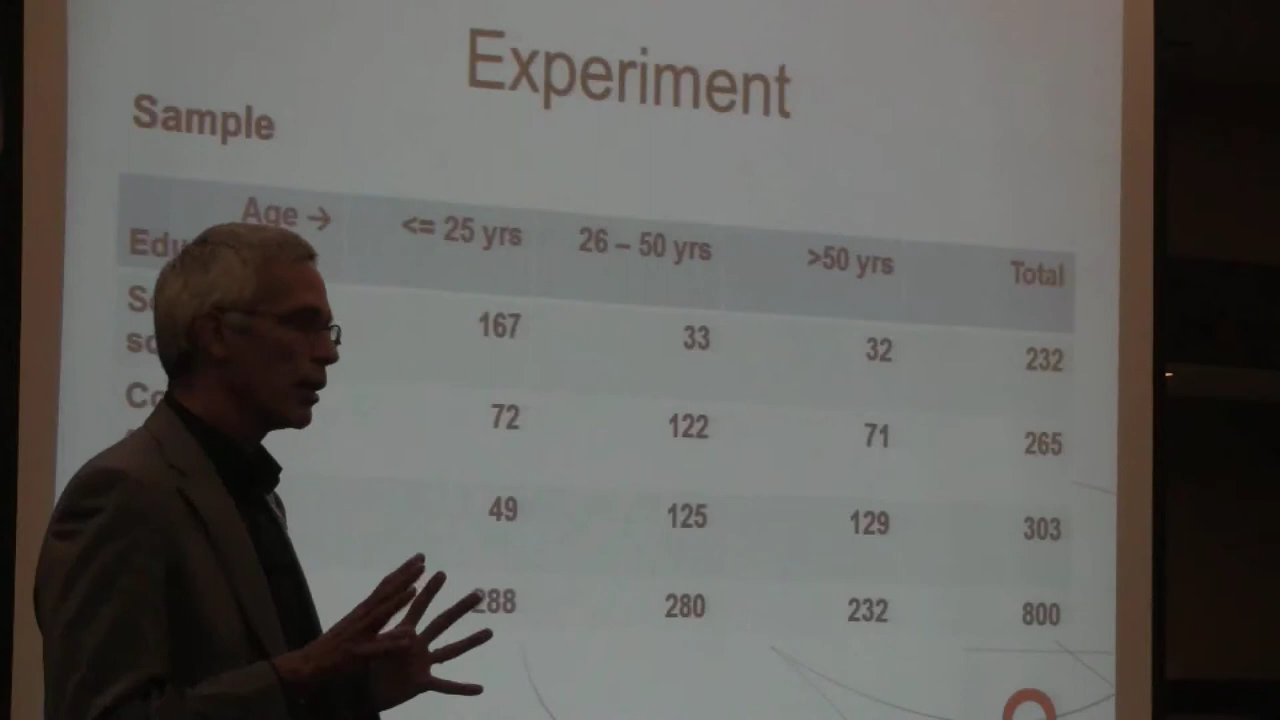 Experiment
Sample
Age → <= 25 yrs 26 – 50 yrs >50 yrs Total
167 33 32 232
72 122 71 265
49 125 129 303
288 280 232 800